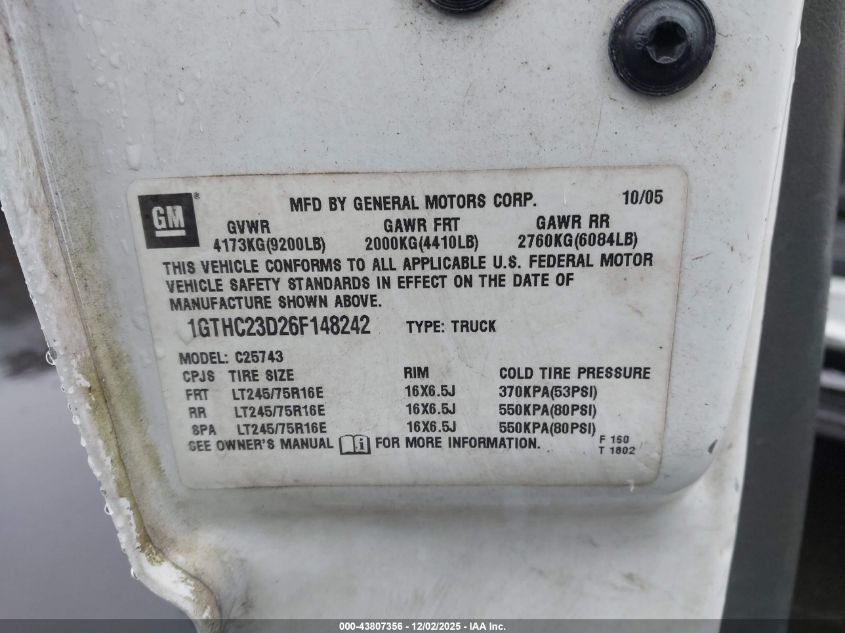 GM ®
MFD BY GENERAL MOTORS CORP. 10/05
GVWR GAWR FRT GAWR RR
4173KG(9200LB) 2000KG(4410LB) 2760KG(6084LB)
THIS VEHICLE CONFORMS TO ALL APPLICABLE U.S. FEDERAL MOTOR
VEHICLE SAFETY STANDARDS IN EFFECT ON THE DATE OF
MANUFACTURE SHOWN ABOVE.
1GTHC23D26F148242 TYPE: TRUCK
MODEL: C25743
CPJS TIRE SIZE RIM COLD TIRE PRESSURE
FRT LT245/75R16E 16X6.5J 370KPA(53PSI)
RR LT245/75R16E 16X6.5J 550KPA(80PSI)
SPA LT245/75R16E 16X6.5J 550KPA(80PSI)
SEE OWNER'S MANUAL i FOR MORE INFORMATION. F 160
T 1802
000-43807356 - 12/02/2025 - IAA Inc.